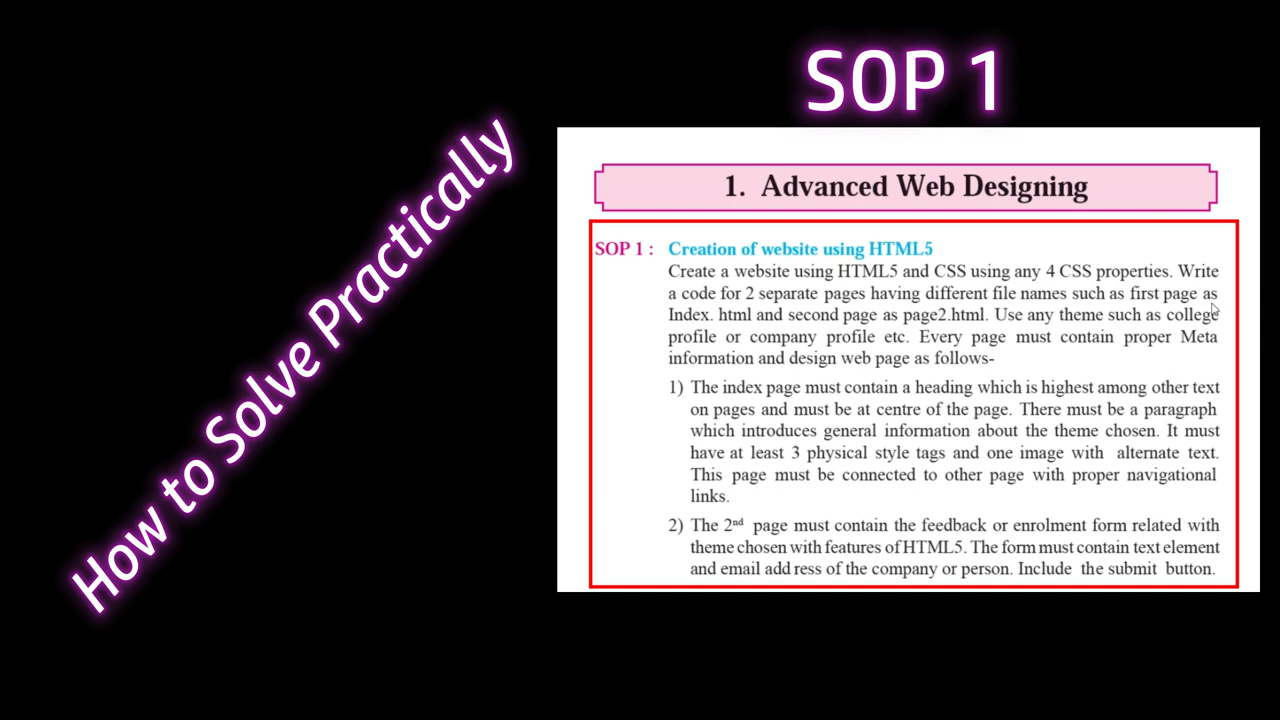 How to Solve Practically
SOP 1
1. Advanced Web Designing
SOP 1 : Creation of website using HTML5
Create a website using HTML5 and CSS using any 4 CSS properties. Write
a code for 2 separate pages having different file names such as first page as
Index. html and second page as page2.html. Use any theme such as college
profile or company profile etc. Every page must contain proper Meta
information and design web page as follows-
1) The index page must contain a heading which is highest among other text
on pages and must be at centre of the page. There must be a paragraph
which introduces general information about the theme chosen. It must
have at least 3 physical style tags and one image with alternate text.
This page must be connected to other page with proper navigational
links.
2) The 2nd page must contain the feedback or enrolment form related with
theme chosen with features of HTML5. The form must contain text element
and email add ress of the company or person. Include the submit button.